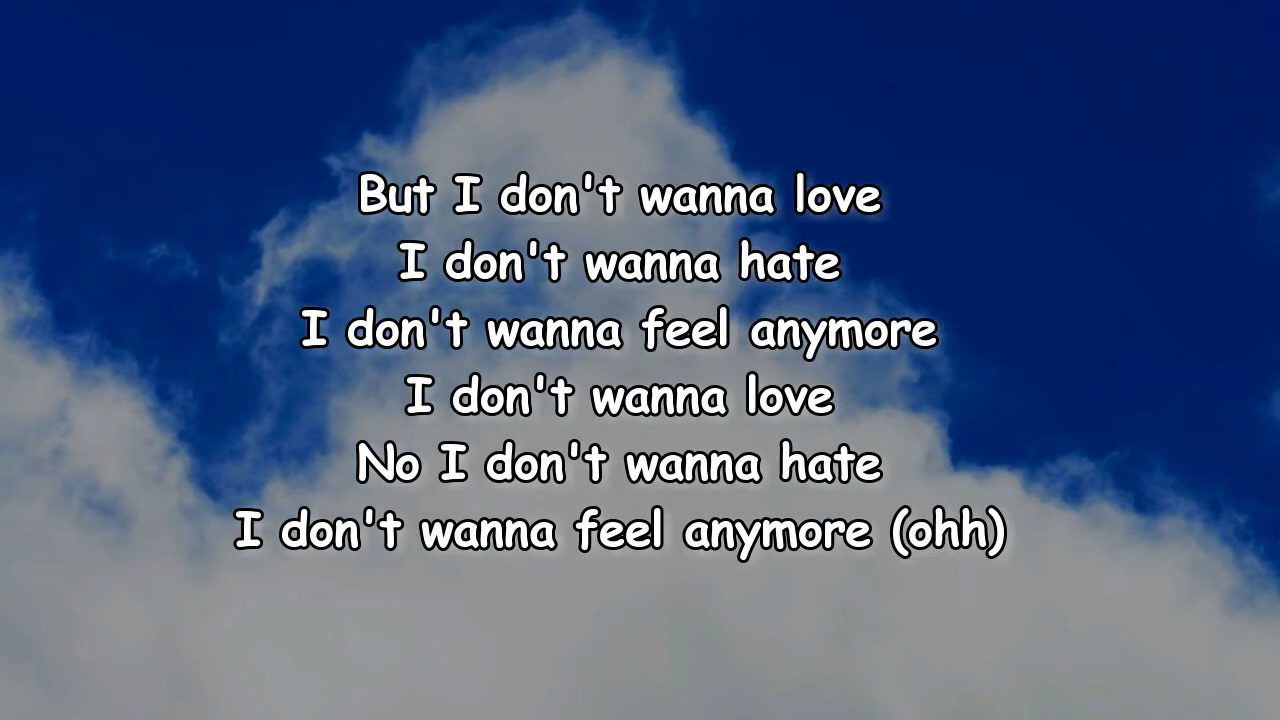 But I don't wanna love
I don't wanna hate
I don't wanna feel anymore
I don't wanna love
No I don't wanna hate
I don't wanna feel anymore (ohh)